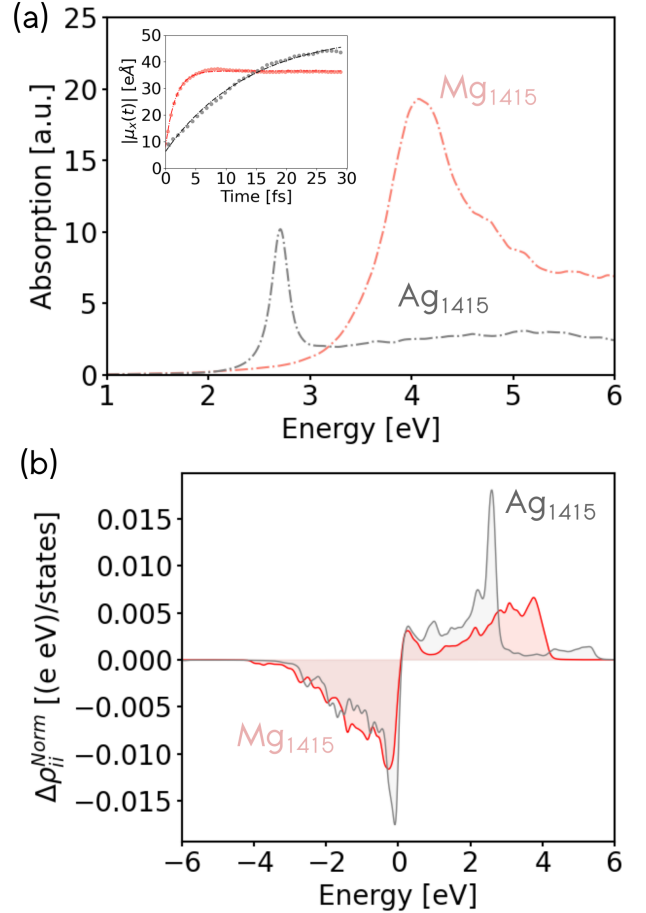 (a)
25
20
15
10
5
0
Absorption [a.u.]
50
40
30
20
10
0
|μₓ(t)| [eÅ]
0 5 10 15 20 25 30
Time [fs]
Mg₁₄₁₅
Ag₁₄₁₅
1 2 3 4 5 6
Energy [eV]
(b)
0.015
0.010
0.005
0.000
−0.005
−0.010
−0.015
Δρᵢᵢᴺᵒʳᵐ [(e eV)/states]
Ag₁₄₁₅
Mg₁₄₁₅
−6 −4 −2 0 2 4 6
Energy [eV]